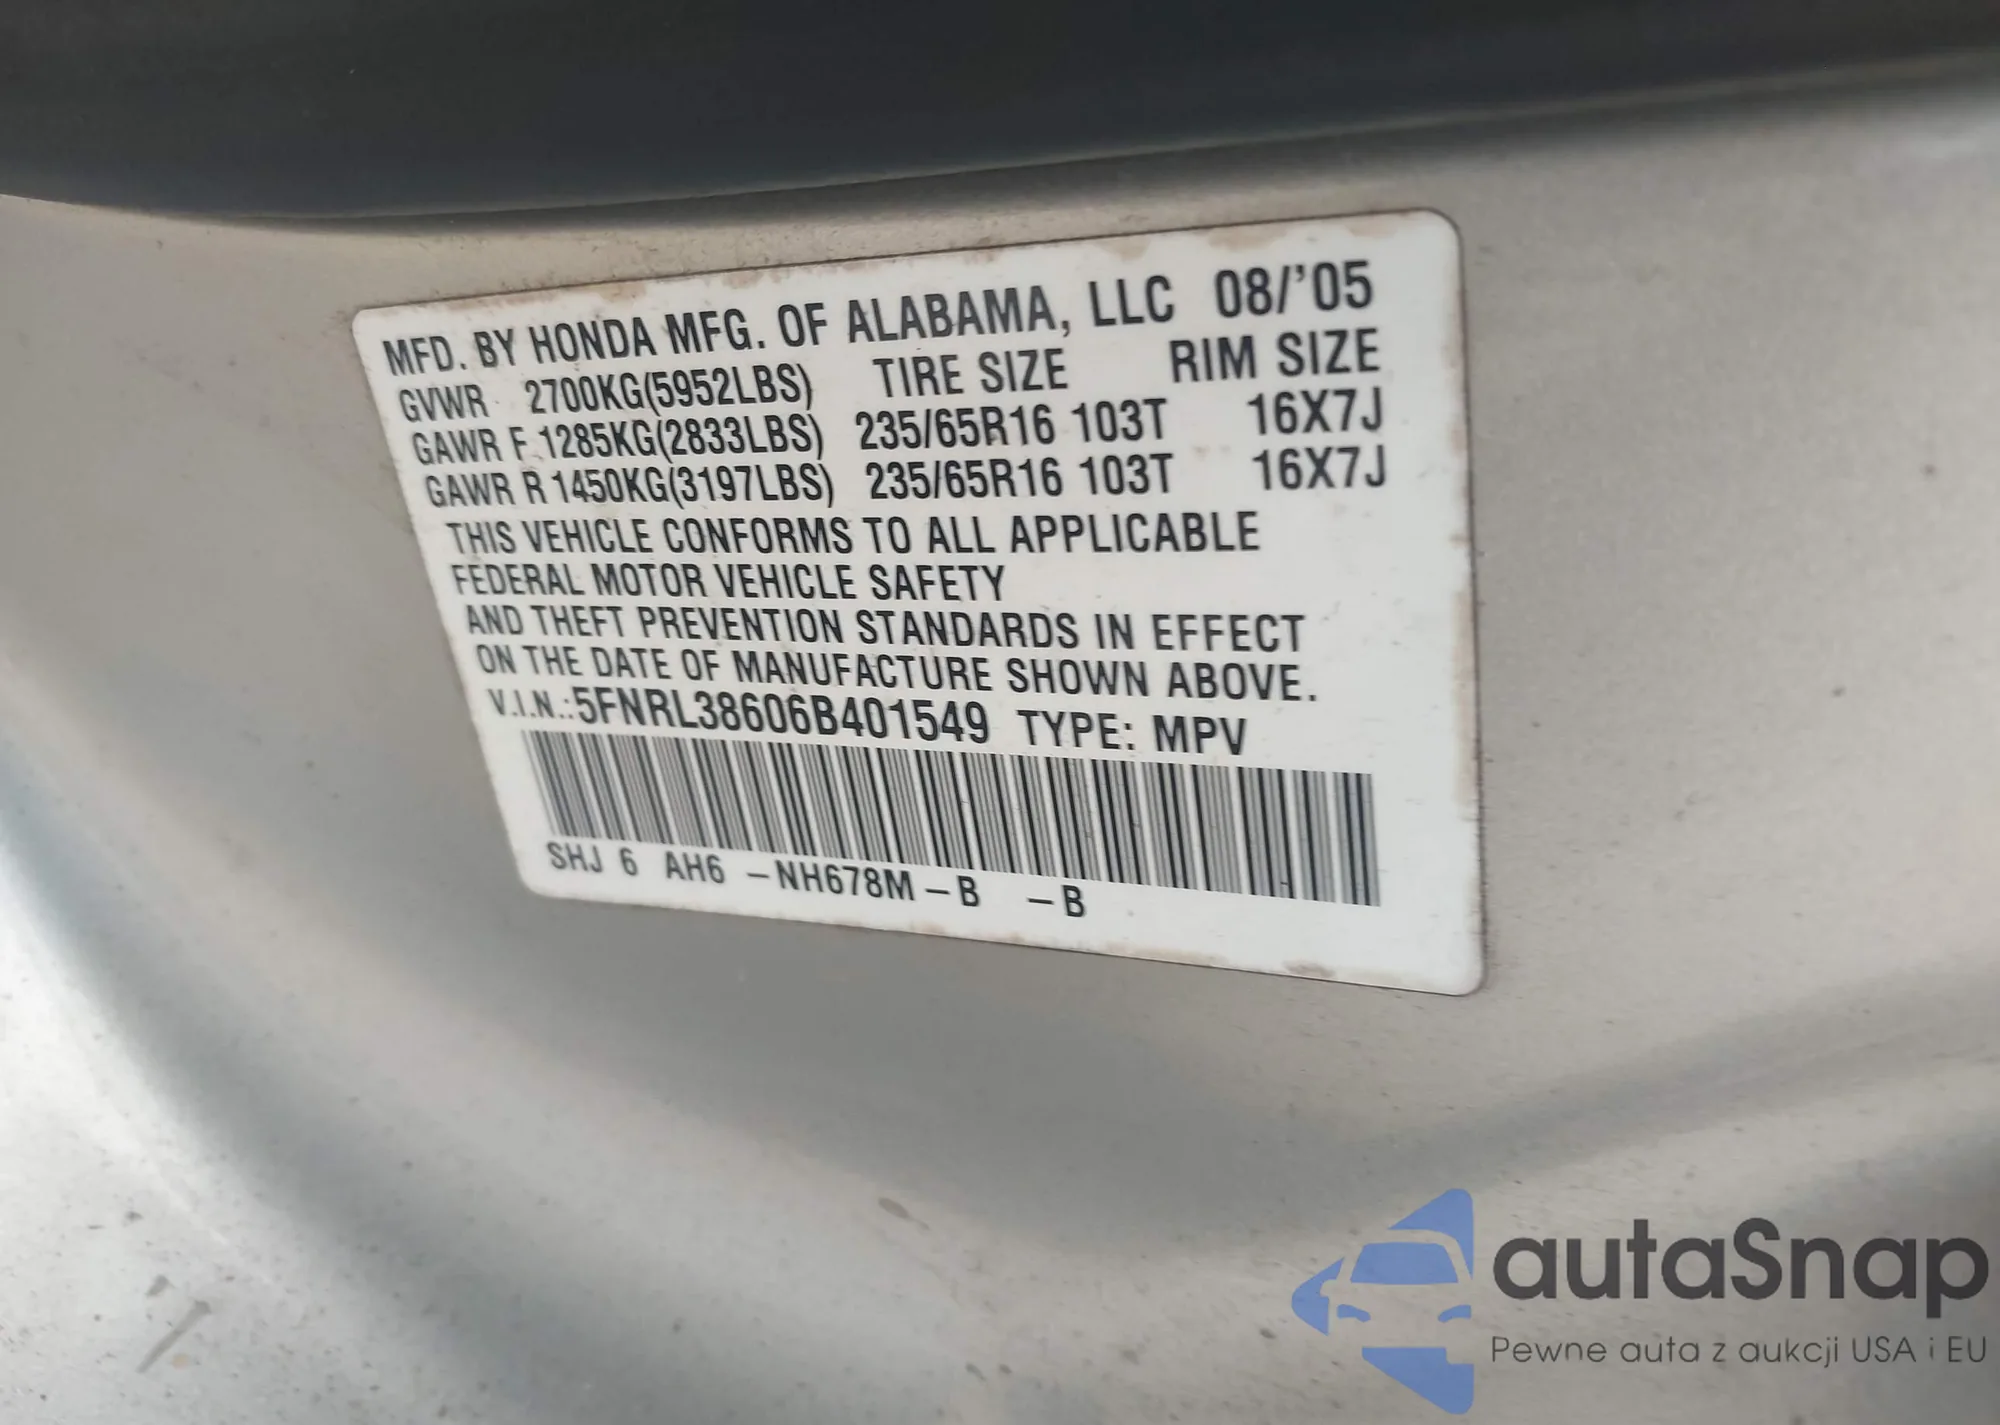 MFD. BY HONDA MFG. OF ALABAMA, LLC 08/'05
GVWR 2700KG(5952LBS) TIRE SIZE RIM SIZE
GAWR F 1285KG(2833LBS) 235/65R16 103T 16X7J
GAWR R 1450KG(3197LBS) 235/65R16 103T 16X7J
THIS VEHICLE CONFORMS TO ALL APPLICABLE
FEDERAL MOTOR VEHICLE SAFETY
AND THEFT PREVENTION STANDARDS IN EFFECT
ON THE DATE OF MANUFACTURE SHOWN ABOVE.
V.I.N.:5FNRL38606B401549 TYPE: MPV
SHJ 6 AH6 –NH678M –B –B
autaSnap
Pewne auta z aukcji USA i EU